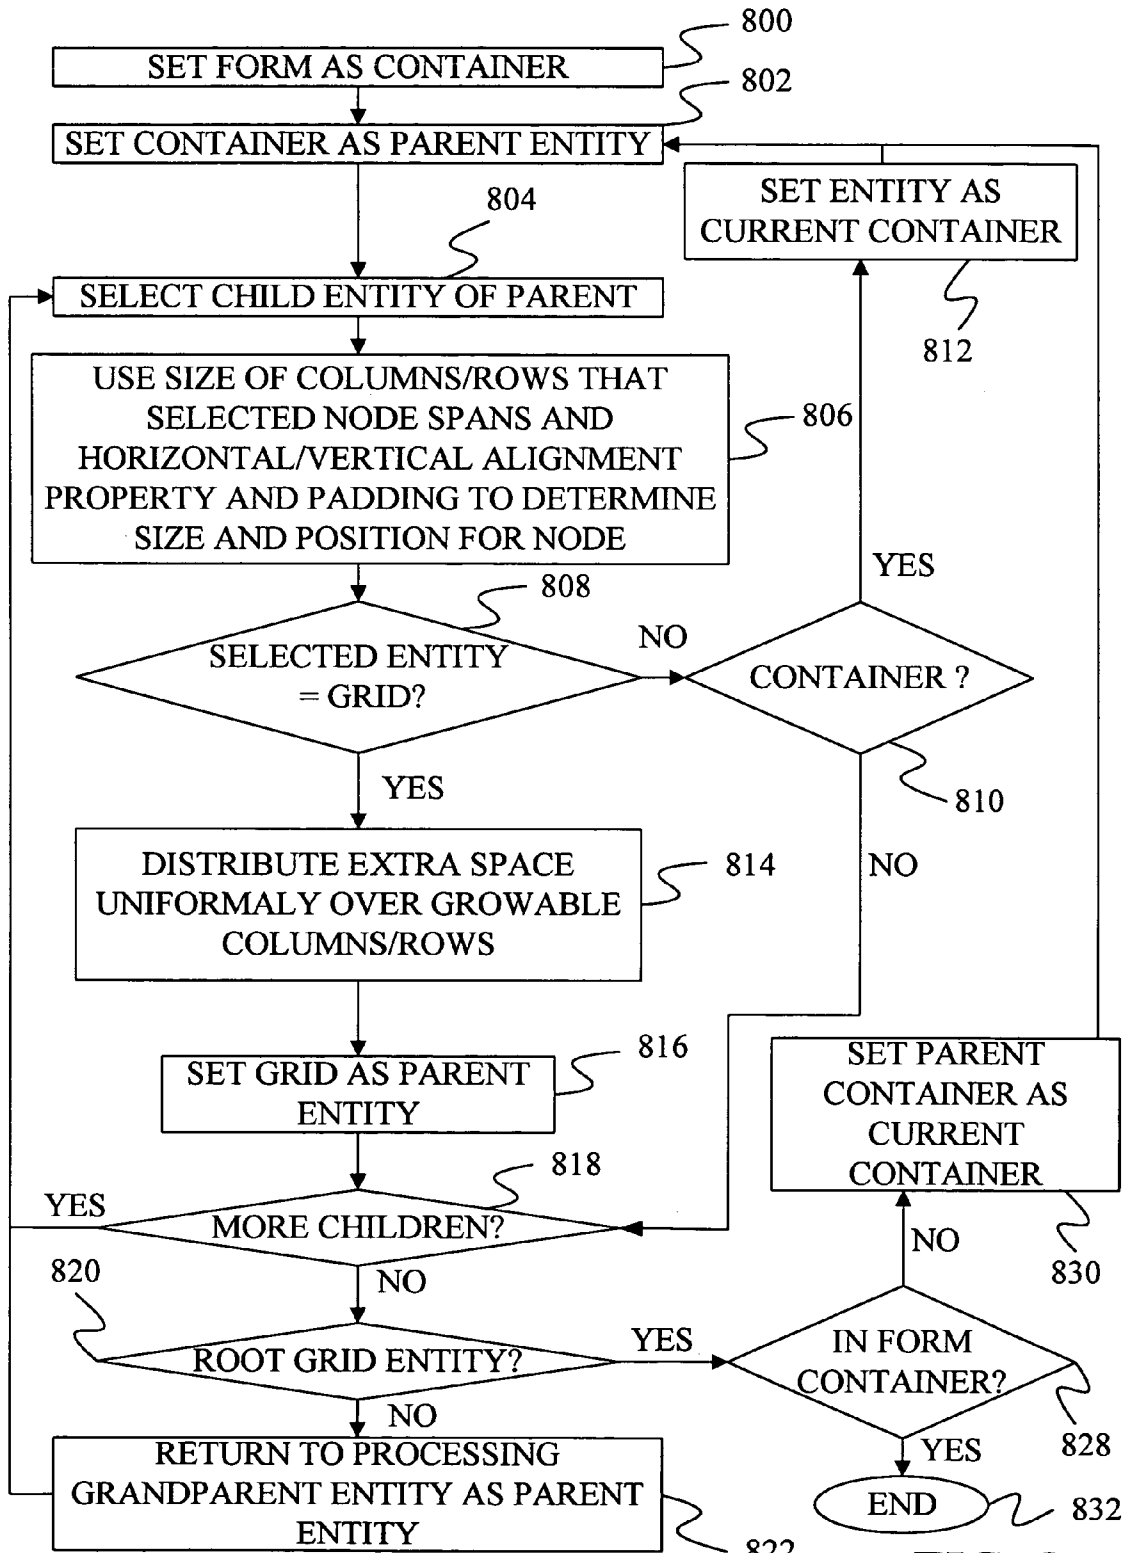 800
SET FORM AS CONTAINER
802
SET CONTAINER AS PARENT ENTITY
SET ENTITY AS
CURRENT CONTAINER
804
SELECT CHILD ENTITY OF PARENT
812
USE SIZE OF COLUMNS/ROWS THAT
SELECTED NODE SPANS AND
HORIZONTAL/VERTICAL ALIGNMENT
PROPERTY AND PADDING TO DETERMINE
SIZE AND POSITION FOR NODE
806
YES
808
NO
SELECTED ENTITY
= GRID?
CONTAINER ?
YES
810
NO
DISTRIBUTE EXTRA SPACE
UNIFORMALY OVER GROWABLE
COLUMNS/ROWS
814
816
SET GRID AS PARENT
ENTITY
SET PARENT
CONTAINER AS
CURRENT
CONTAINER
818
YES
MORE CHILDREN?
NO
830
820
NO
ROOT GRID ENTITY?
YES
IN FORM
CONTAINER?
NO
828
YES
RETURN TO PROCESSING
GRANDPARENT ENTITY AS PARENT
ENTITY
END
832
822